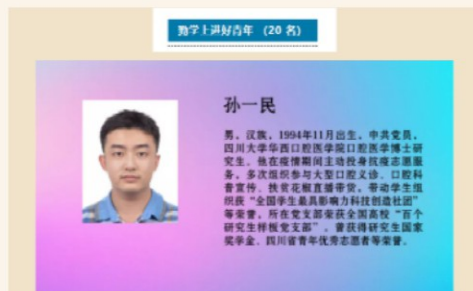 勤学上进好青年 (20 名)
孙一民
男，汉族，1994年11月出生，中共党员，
四川大学华西口腔医学院口腔医学博士研
究生。他在疫情期间主动投身抗疫志愿服
务，多次组织参与大型口腔义诊、口腔科
普宣传、扶贫花椒直播带货，带动学生组
织获“全国学生最具影响力科技创造社团”
等荣誉，所在党支部荣获全国高校“百个
研究生样板党支部”。曾获得研究生国家
奖学金、四川省青年优秀志愿者等荣誉。